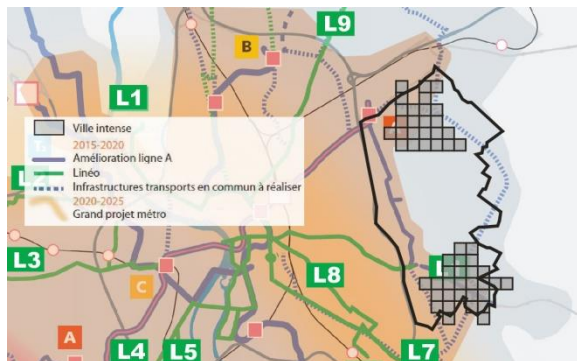 L9
B
L1
Ville intense
2015-2020
Amélioration ligne A
Linéo
Infrastructures transports en commun à réaliser
2020-2025
Grand projet métro
L3
L8
C
A
L4
L5
L7